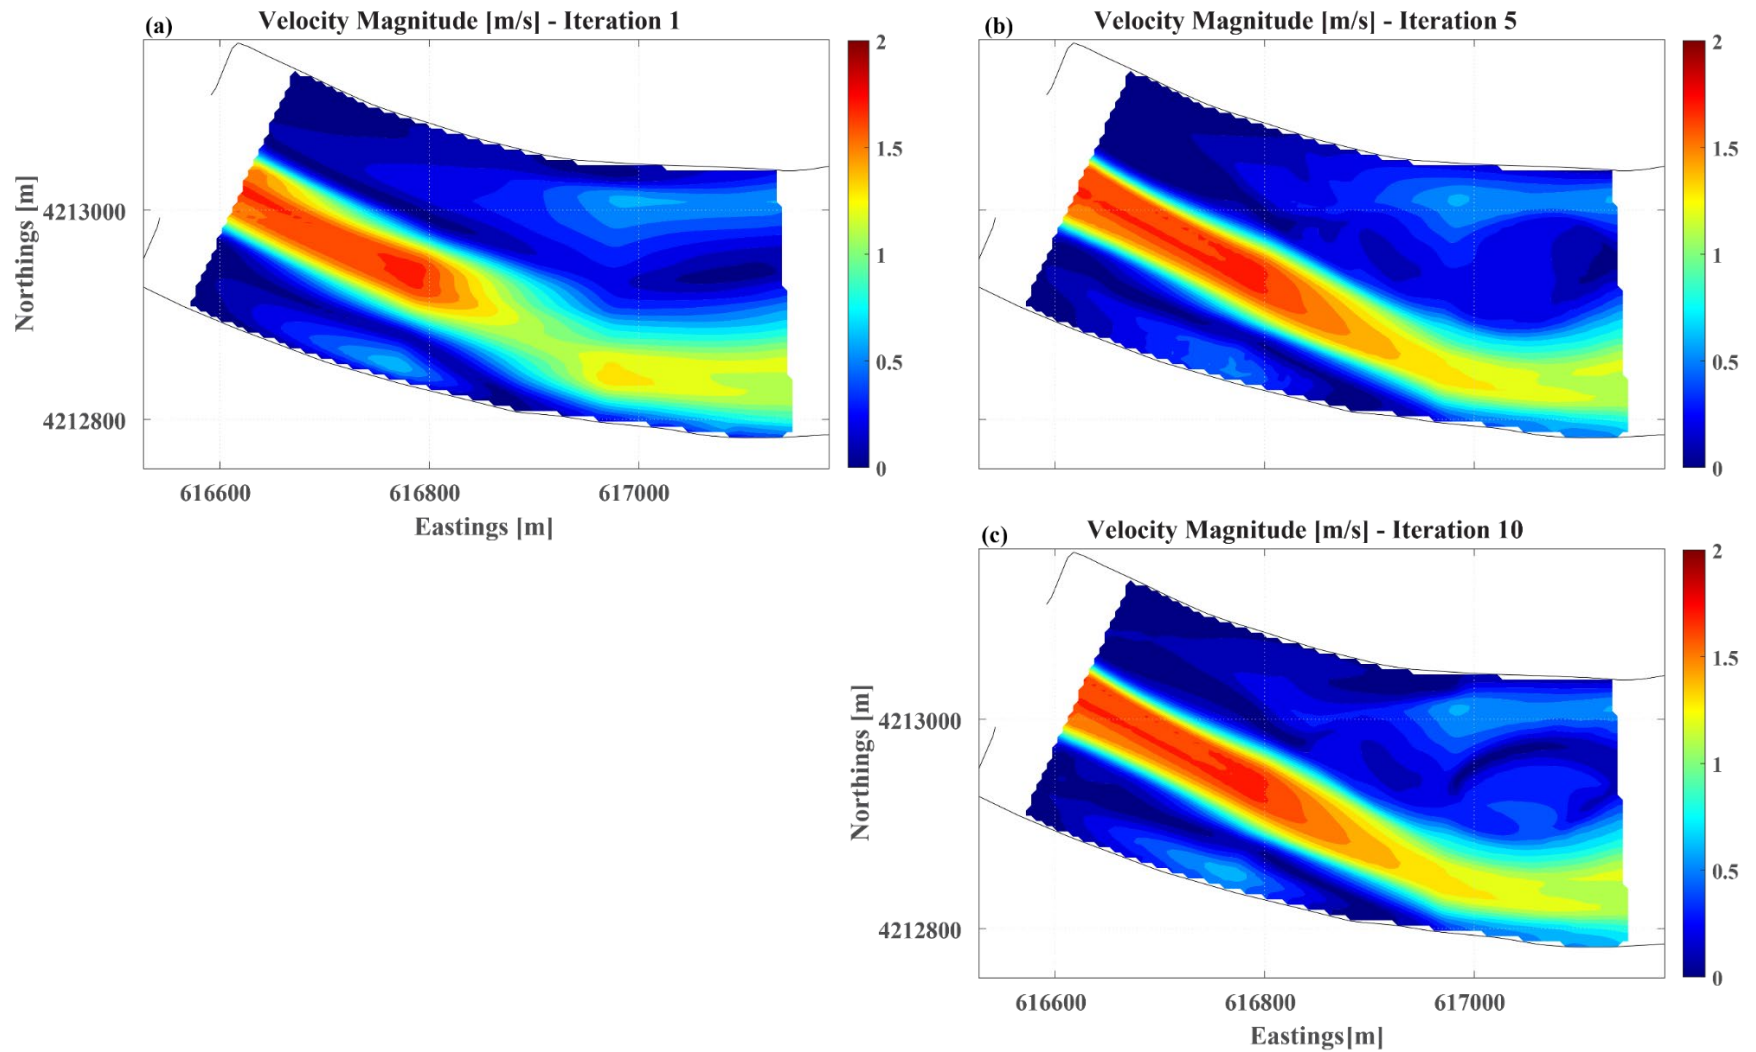 (a) Velocity Magnitude [m/s] - Iteration 1
2
1.5
1
0.5
0
Northings [m]
4213000
4212800
616600 616800 617000
Eastings [m]
(b) Velocity Magnitude [m/s] - Iteration 5
2
1.5
1
0.5
0
(c) Velocity Magnitude [m/s] - Iteration 10
2
1.5
1
0.5
0
Northings [m]
4213000
4212800
616600 616800 617000
Eastings[m]